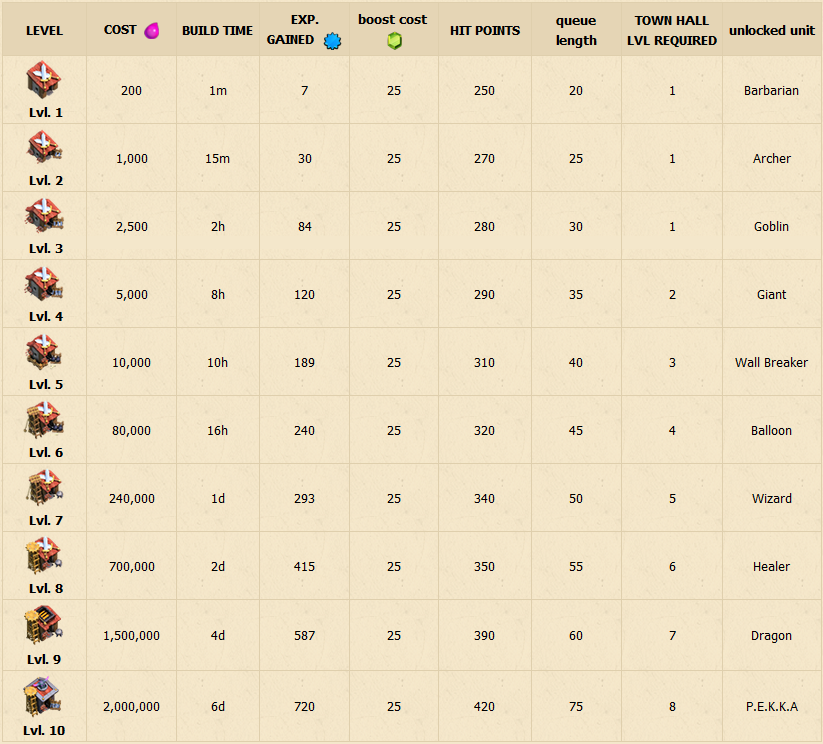 LEVEL COST BUILD TIME EXP. GAINED boost cost HIT POINTS queue length TOWN HALL LVL REQUIRED unlocked unit
Lvl. 1 200 1m 7 25 250 20 1 Barbarian
Lvl. 2 1,000 15m 30 25 270 25 1 Archer
Lvl. 3 2,500 2h 84 25 280 30 1 Goblin
Lvl. 4 5,000 8h 120 25 290 35 2 Giant
Lvl. 5 10,000 10h 189 25 310 40 3 Wall Breaker
Lvl. 6 80,000 16h 240 25 320 45 4 Balloon
Lvl. 7 240,000 1d 293 25 340 50 5 Wizard
Lvl. 8 700,000 2d 415 25 350 55 6 Healer
Lvl. 9 1,500,000 4d 587 25 390 60 7 Dragon
Lvl. 10 2,000,000 6d 720 25 420 75 8 P.E.K.K.A